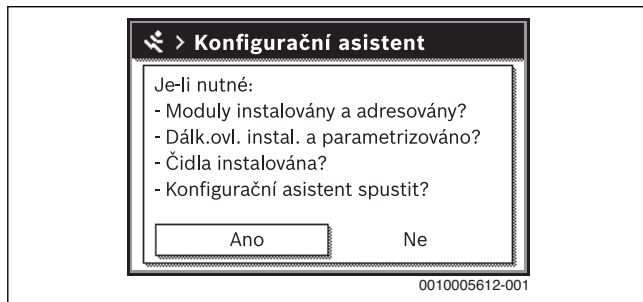 > Konfigurační asistent
Je-li nutné:
- Moduly instalovány a adresovány?
- Dálk.ovl. instal. a parametrizováno?
- Čidla instalována?
- Konfigurační asistent spustit?
Ano Ne
0010005612-001